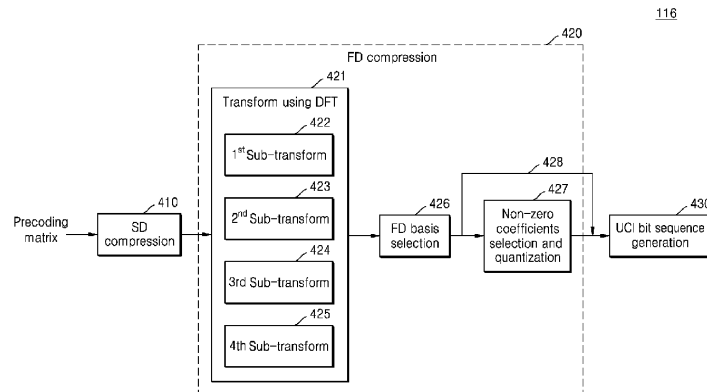 116
420
FD compression
421
Transform using DFT
422
1st Sub-transform
423
2nd Sub-transform
424
3rd Sub-transform
425
4th Sub-transform
Precoding
matrix
410
SD
compression
426
FD basis
selection
428
427
Non-zero
coefficients
selection and
quantization
430
UCI bit sequence
generation